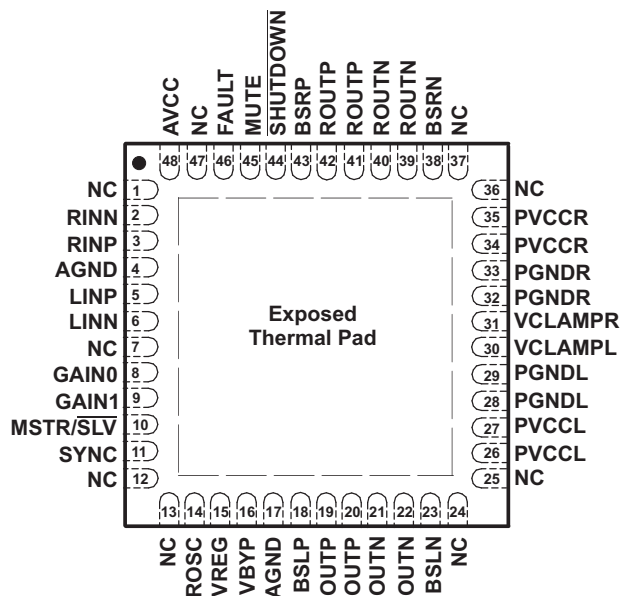 AVCC
NC
FAULT
MUTE
SHUTDOWN
BSRP
ROUTP
ROUTP
ROUTN
ROUTN
BSRN
NC
48 47 46 45 44 43 42 41 40 39 38 37
NC 1
RINN 2
RINP 3
AGND 4
LINP 5
LINN 6
NC 7
GAIN0 8
GAIN1 9
MSTR/SLV 10
SYNC 11
NC 12
Exposed
Thermal Pad
36 NC
35 PVCCR
34 PVCCR
33 PGNDR
32 PGNDR
31 VCLAMPR
30 VCLAMPL
29 PGNDL
28 PGNDL
27 PVCCL
26 PVCCL
25 NC
13 14 15 16 17 18 19 20 21 22 23 24
NC
ROSC
VREG
VBYP
AGND
BSLP
OUTP
OUTP
OUTN
OUTN
BSLN
NC